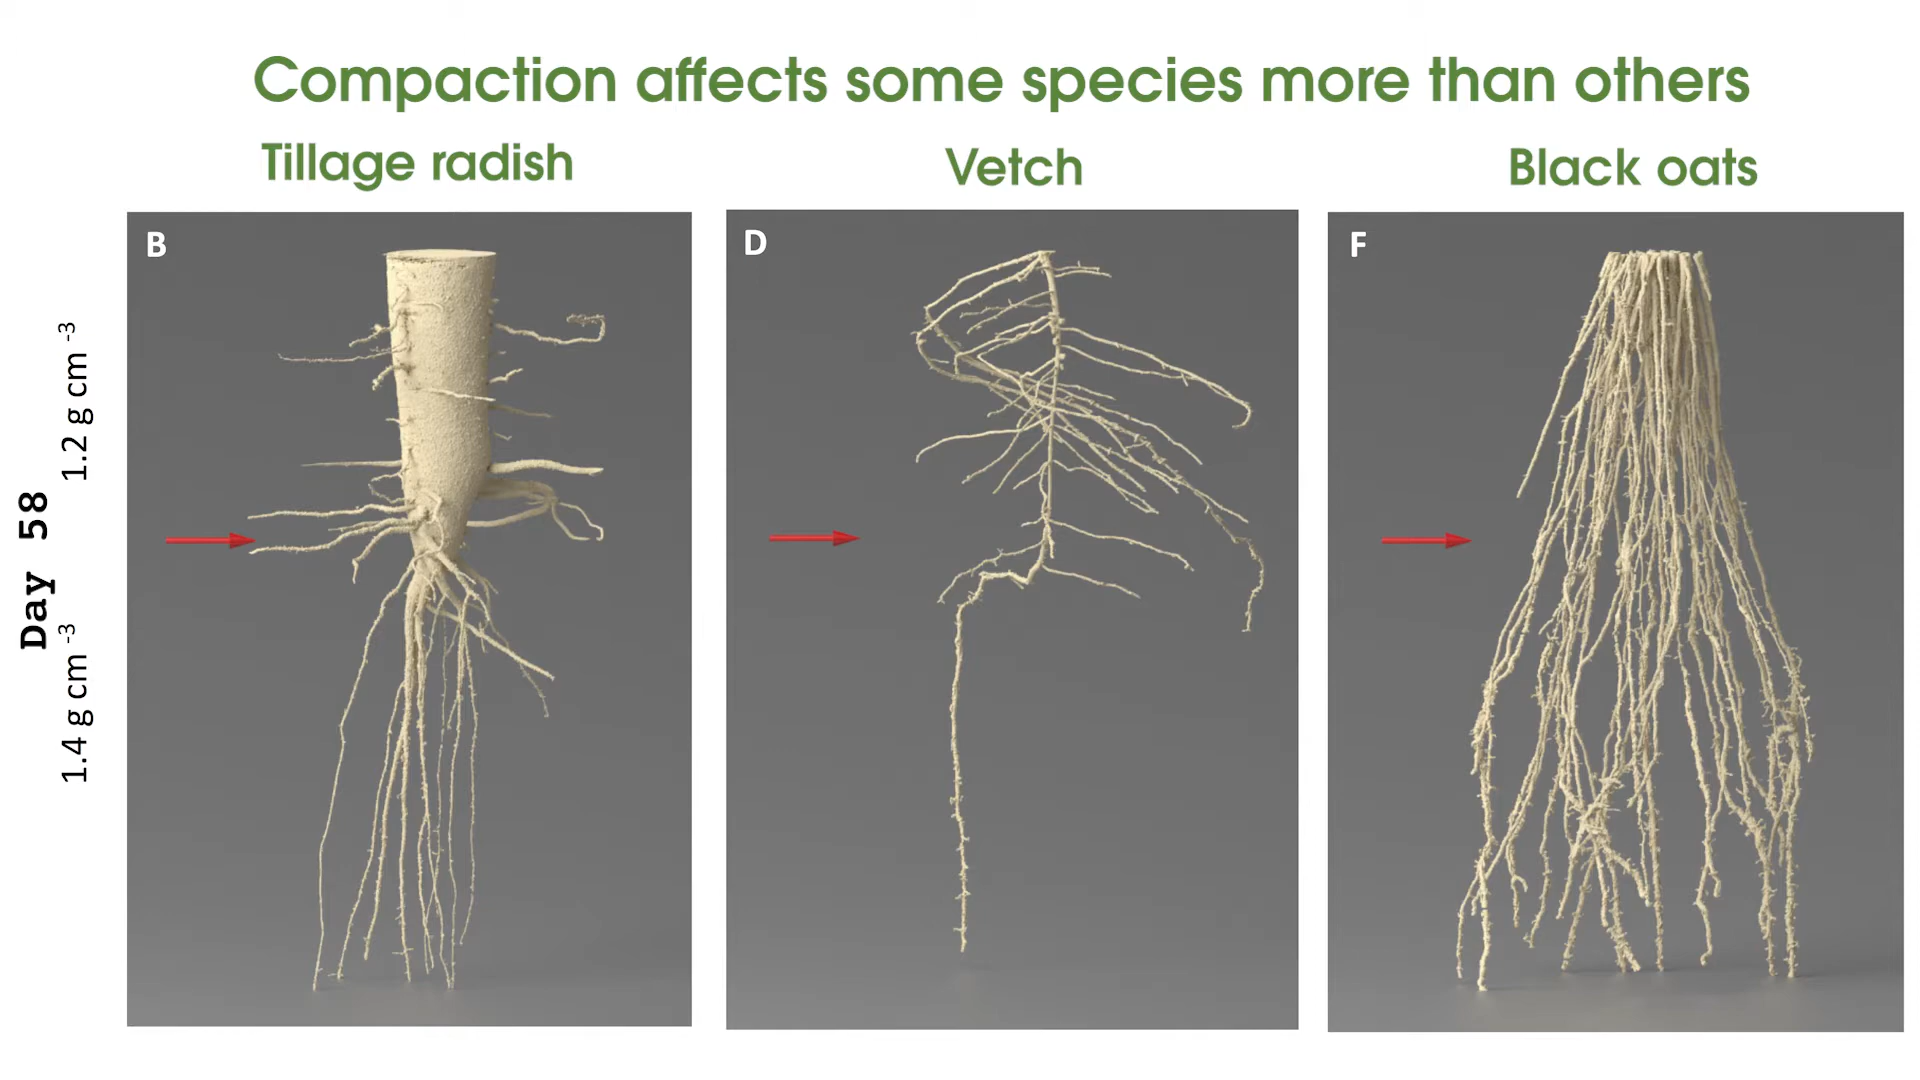 Compaction affects some species more than others
Tillage radish
Vetch
Black oats
B
D
F
Day 58
1.2 g cm -3
1.4 g cm -3